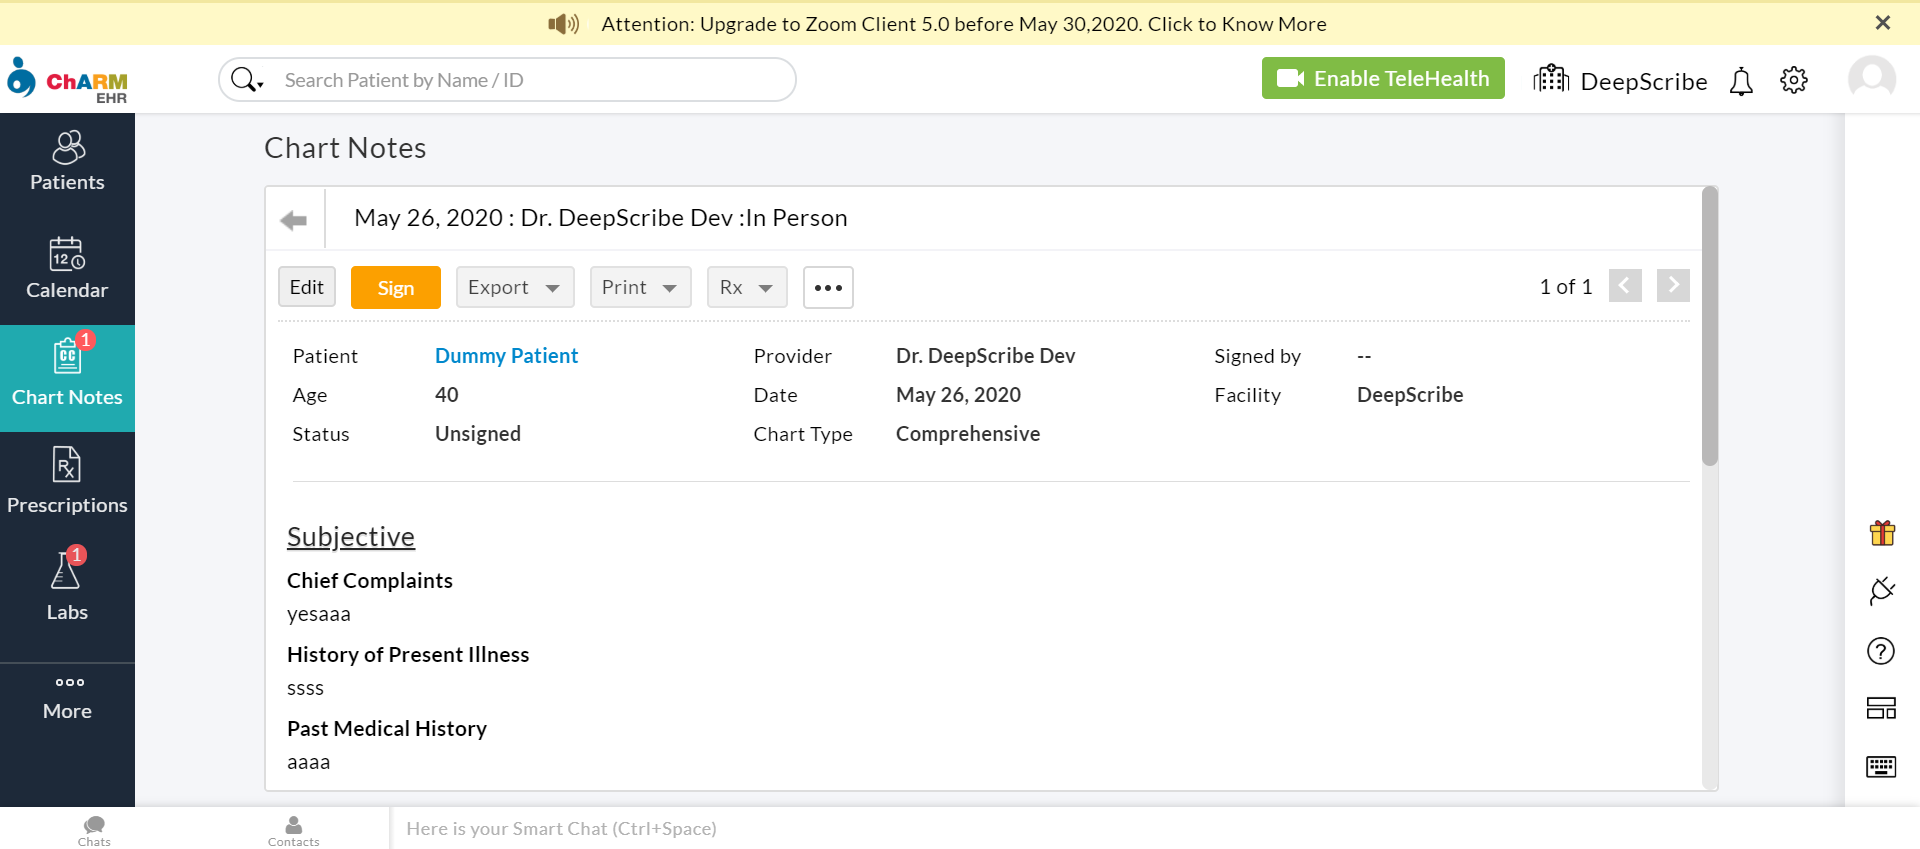 Attention: Upgrade to Zoom Client 5.0 before May 30,2020. Click to Know More
ChARM
EHR
Search Patient by Name / ID
Enable TeleHealth
DeepScribe
Patients
12
Calendar
CC
1
Chart Notes
Rx
Prescriptions
1
Labs
More
Chart Notes
May 26, 2020 : Dr. DeepScribe Dev :In Person
Edit Sign Export Print Rx 1 of 1
Patient Dummy Patient Provider Dr. DeepScribe Dev Signed by --
Age 40 Date May 26, 2020 Facility DeepScribe
Status Unsigned Chart Type Comprehensive
Subjective
Chief Complaints
yesaaa
History of Present Illness
ssss
Past Medical History
aaaa
Chats
Contacts
Here is your Smart Chat (Ctrl+Space)